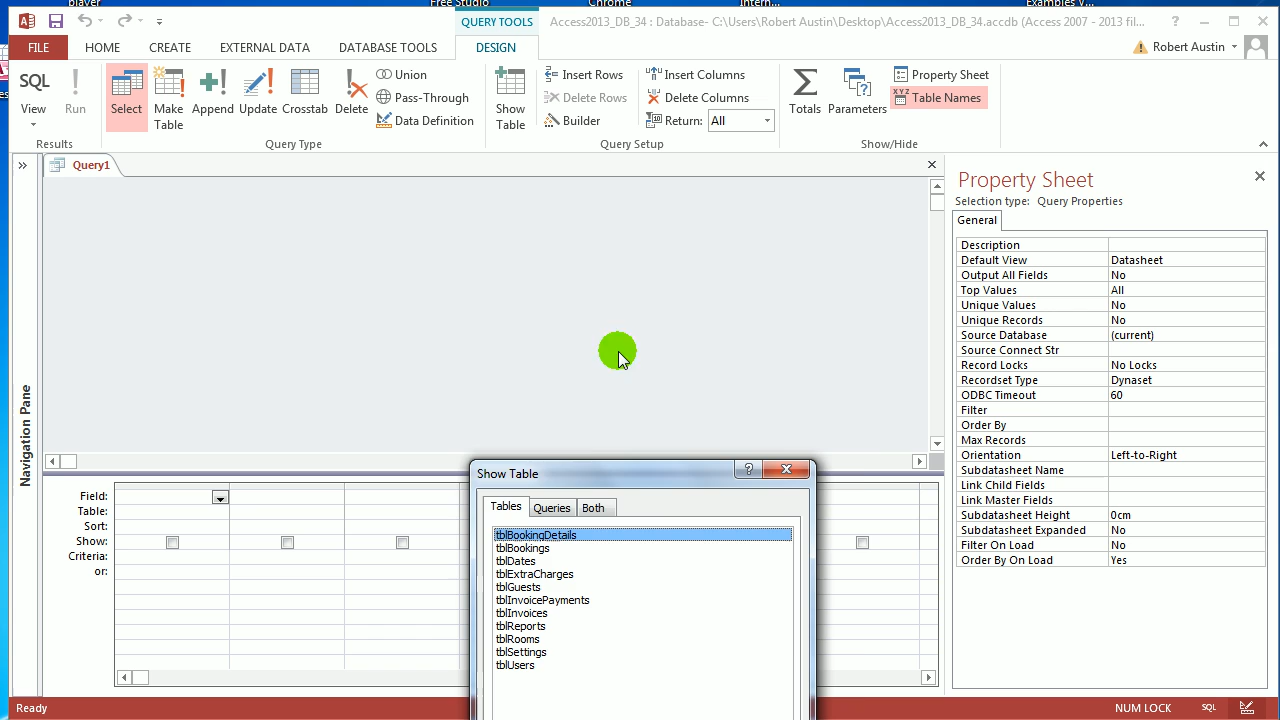 player
Free Studio
Chrome
Intern...
Examples V...
QUERY TOOLS
Access2013_DB_34 : Database- C:\Users\Robert Austin\Desktop\Access2013_DB_34.accdb (Access 2007 - 2013 fil...
FILE HOME CREATE EXTERNAL DATA DATABASE TOOLS DESIGN
Robert Austin
SQL
View
Run
Results
Select
Make Table
Append
Update
Crosstab
Delete
Union
Pass-Through
Data Definition
Query Type
Show Table
Insert Rows
Delete Rows
Builder
Insert Columns
Delete Columns
Return: All
Query Setup
Totals
Parameters
Property Sheet
XYZ
Table Names
Show/Hide
Query1
Navigation Pane
Field:
Table:
Sort:
Show:
Criteria:
or:
Show Table
Tables Queries Both
tblBookingDetails
tblBookings
tblDates
tblExtraCharges
tblGuests
tblInvoicePayments
tblInvoices
tblReports
tblRooms
tblSettings
tblUsers
Property Sheet
Selection type: Query Properties
General
Description
Default View Datasheet
Output All Fields No
Top Values All
Unique Values No
Unique Records No
Source Database (current)
Source Connect Str
Record Locks No Locks
Recordset Type Dynaset
ODBC Timeout 60
Filter
Order By
Max Records
Orientation Left-to-Right
Subdatasheet Name
Link Child Fields
Link Master Fields
Subdatasheet Height 0cm
Subdatasheet Expanded No
Filter On Load No
Order By On Load Yes
Ready
NUM LOCK
SQL